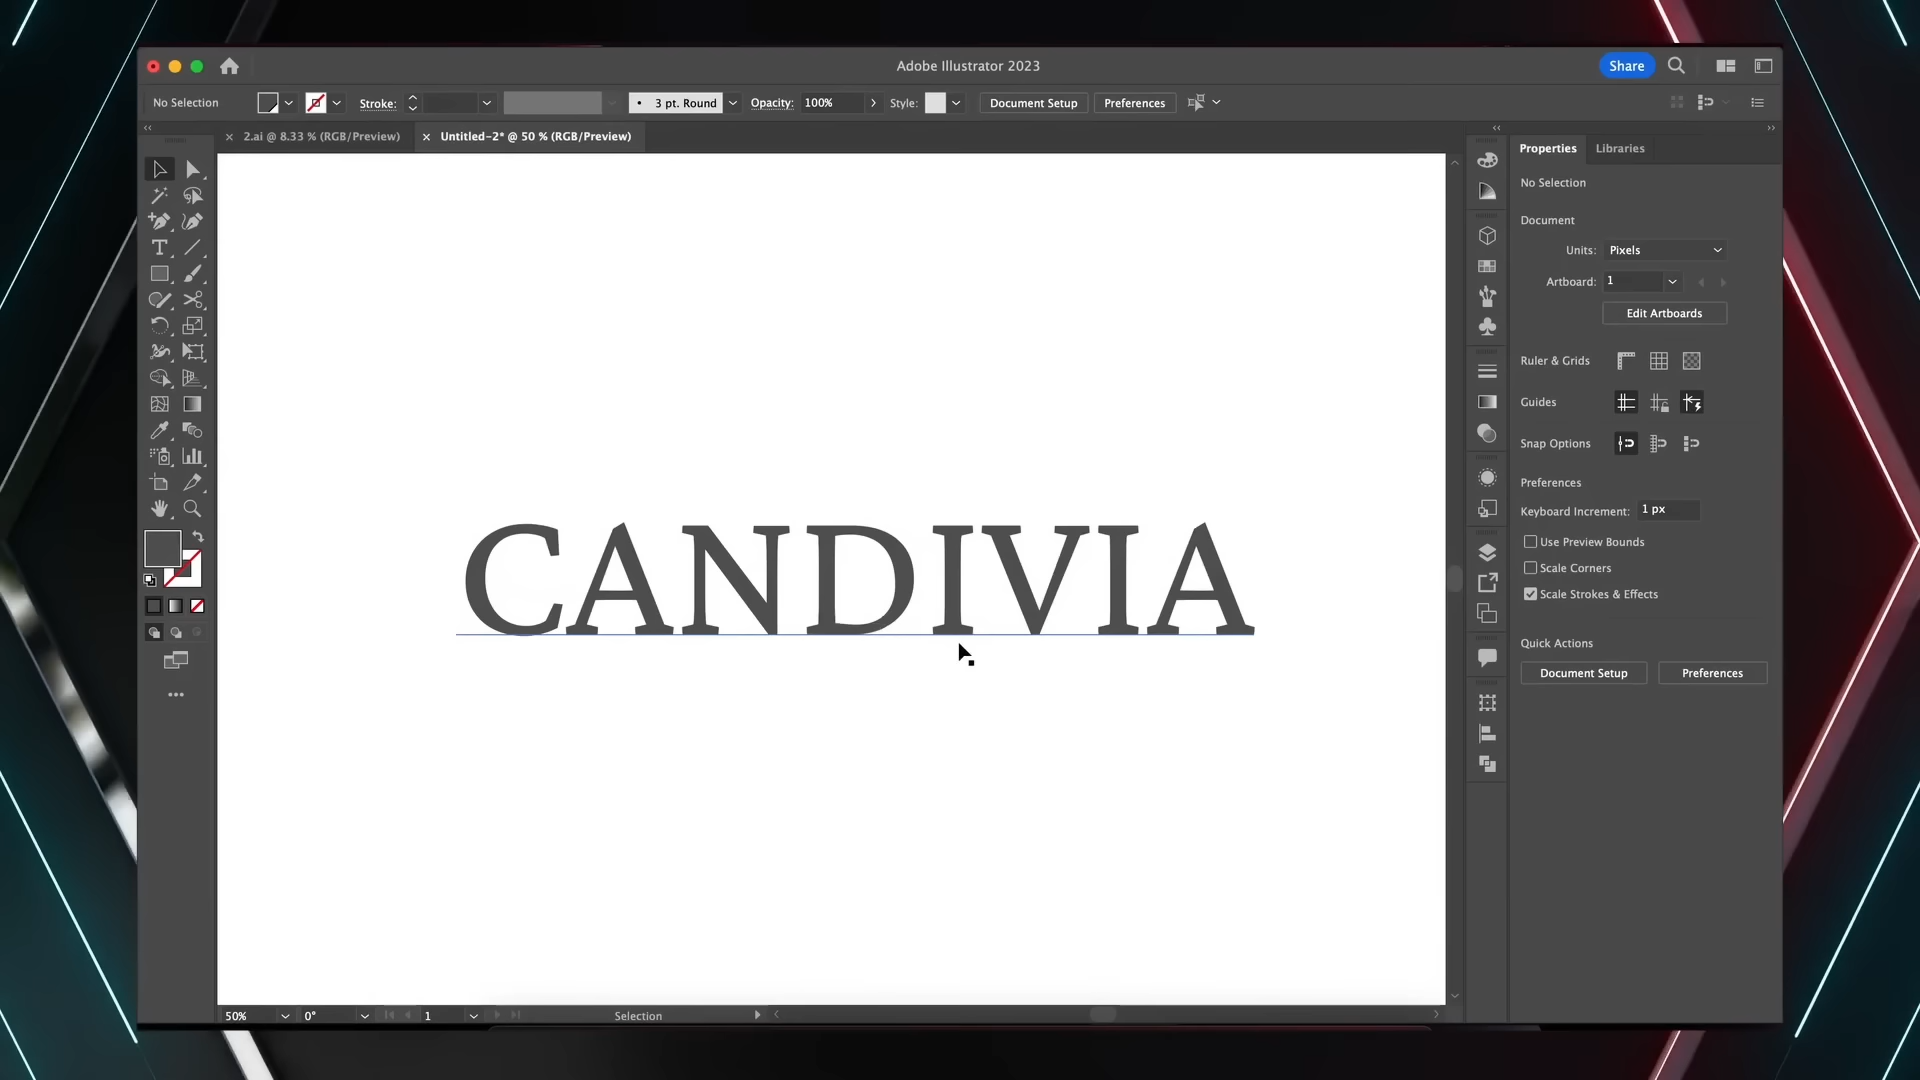 Adobe Illustrator 2023
Share
No Selection
Stroke:
3 pt. Round
Opacity:
100%
Style:
Document Setup
Preferences
2.ai @ 8.33 % (RGB/Preview)
Untitled-2* @ 50 % (RGB/Preview)
Properties
Libraries
No Selection
Document
Units:
Pixels
Artboard:
1
Edit Artboards
Ruler & Grids
Guides
Snap Options
Preferences
Keyboard Increment:
1 px
Use Preview Bounds
Scale Corners
Scale Strokes & Effects
Quick Actions
Document Setup
Preferences
CANDIVIA
50%
0°
1
Selection